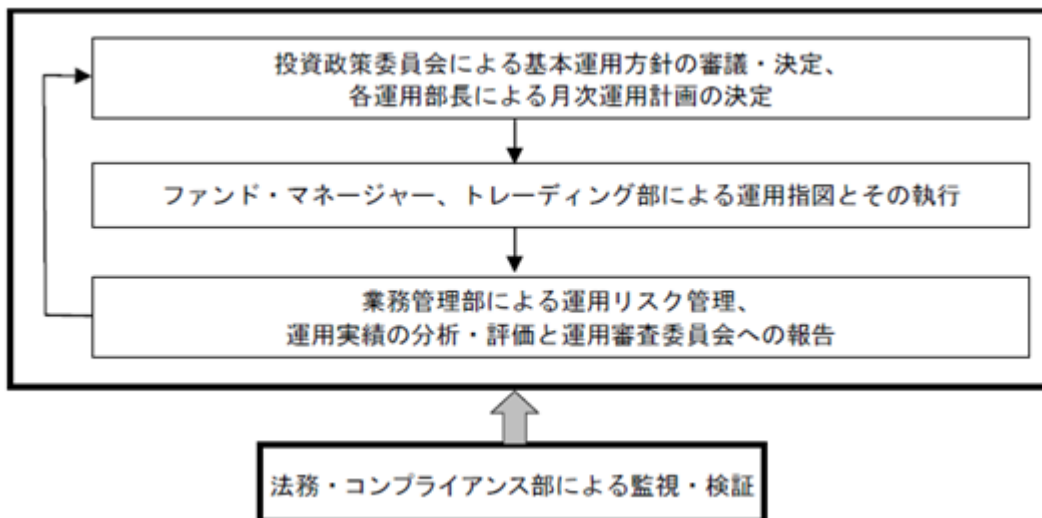 投資政策委員会による基本運用方針の審議・決定、
各運用部長による月次運用計画の決定
ファンド・マネージャー、トレーディング部による運用指図とその執行
業務管理部による運用リスク管理、
運用実績の分析・評価と運用審査委員会への報告
法務・コンプライアンス部による監視・検証